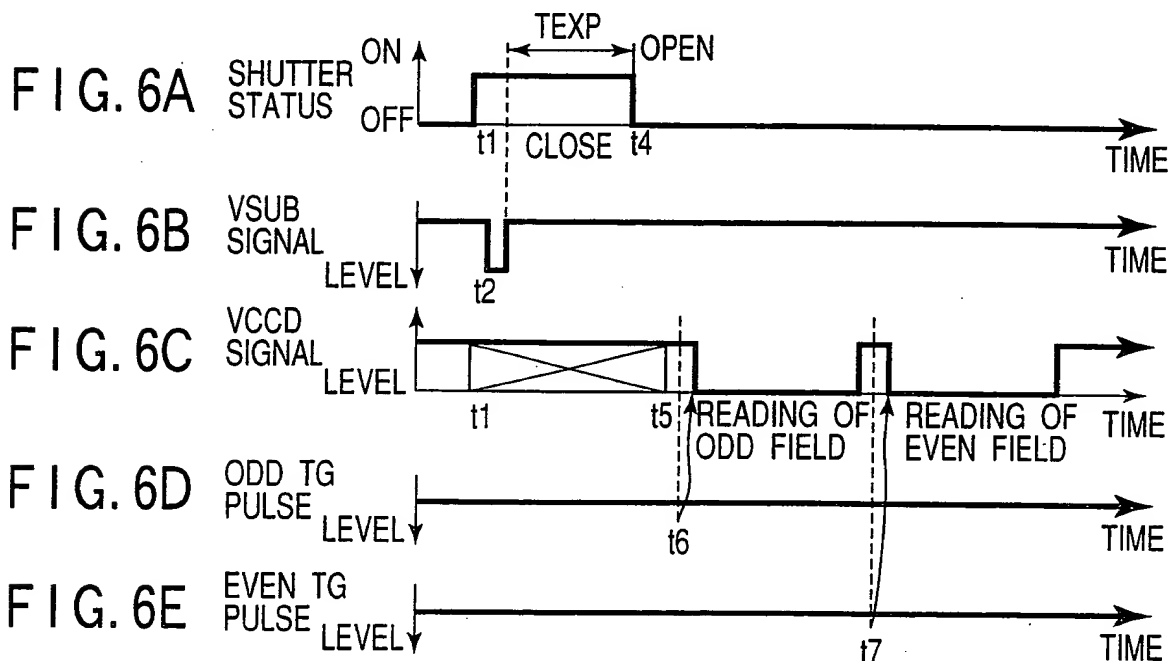 FIG. 6A
SHUTTER
STATUS
ON
OFF
TEXP
OPEN
t1
CLOSE
t4
TIME
FIG. 6B
VSUB
SIGNAL
LEVEL
t2
TIME
FIG. 6C
VCCD
SIGNAL
LEVEL
t1
t5
READING OF
ODD FIELD
READING OF
EVEN FIELD
TIME
FIG. 6D
ODD TG
PULSE
LEVEL
t6
TIME
FIG. 6E
EVEN TG
PULSE
LEVEL
t7
TIME